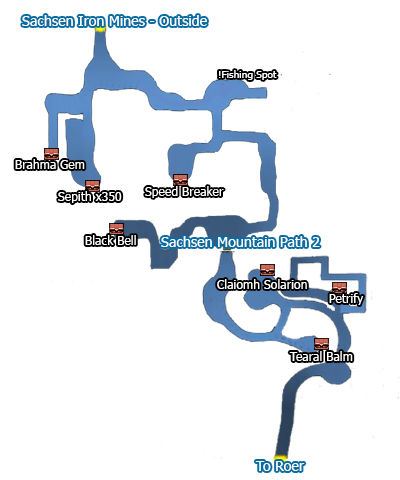 Sachsen Iron Mines - Outside
!Fishing Spot
Brahma Gem
Sepith x350
Speed Breaker
Black Bell
Sachsen Mountain Path 2
Claiomh Solarion
Petrify
Tearal Balm
To Roer